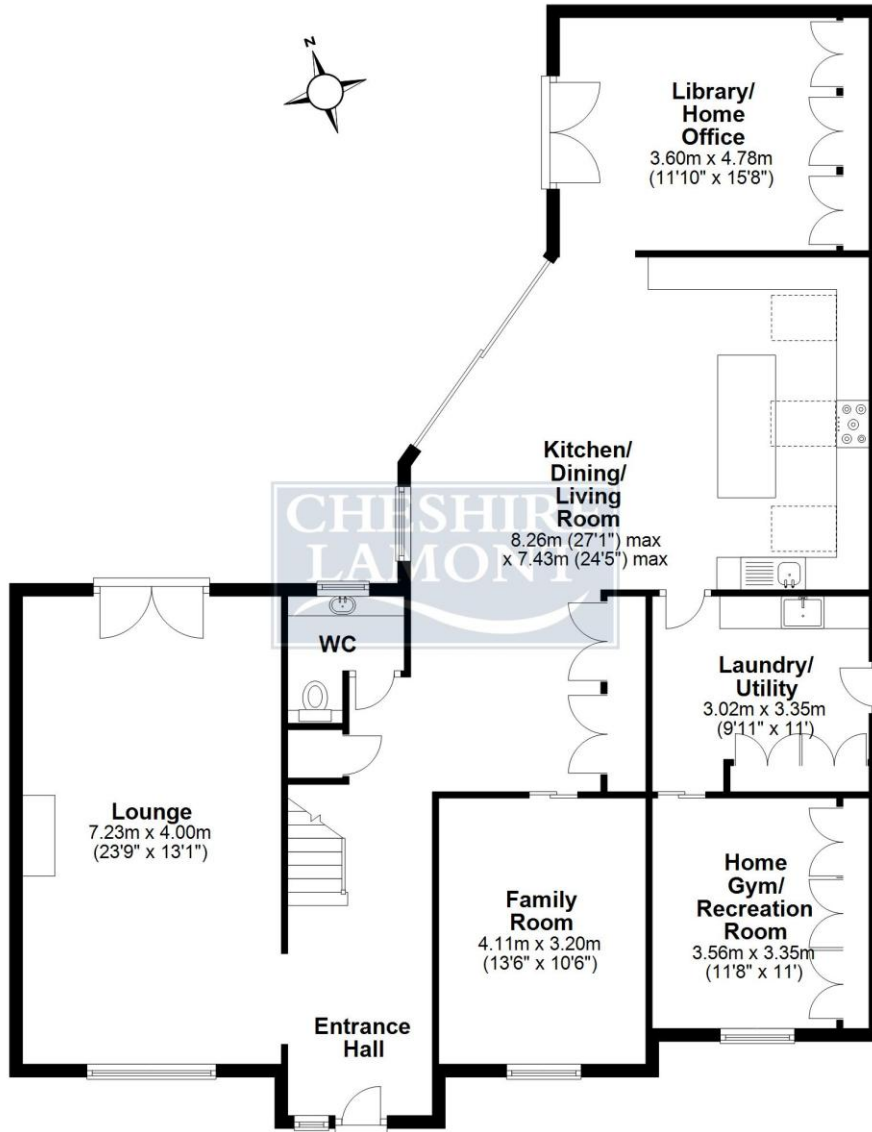 N
Library/
Home
Office
3.60m x 4.78m
(11'10" x 15'8")
Kitchen/
Dining/
Living
Room
8.26m (27'1") max
x 7.43m (24'5") max
CHESHIRE
LAMONT
WC
Laundry/
Utility
3.02m x 3.35m
(9'11" x 11')
Lounge
7.23m x 4.00m
(23'9" x 13'1")
Family
Room
4.11m x 3.20m
(13'6" x 10'6")
Home
Gym/
Recreation
Room
3.56m x 3.35m
(11'8" x 11')
Entrance
Hall